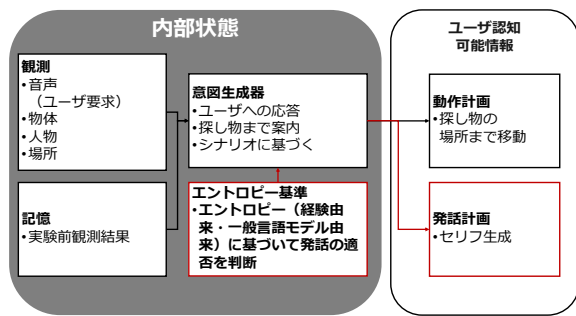 内部状態
観測
•音声
（ユーザ要求）
•物体
•人物
•場所
記憶
•実験前観測結果
意図生成器
•ユーザへの応答
•探し物まで案内
•シナリオに基づく
エントロピー基準
•エントロピー（経験由
来・一般言語モデル由
来）に基づいて発話の適
否を判断
ユーザ認知
可能情報
動作計画
•探し物の
場所まで移動
発話計画
•セリフ生成